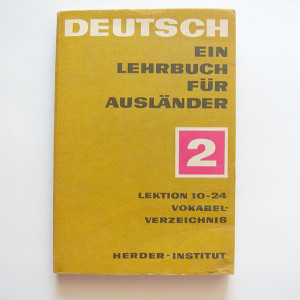 DEUTSCH
EIN
LEHRBUCH
FÜR
AUSLÄNDER
2
LEKTION 10-24
VOKABEL-
VERZEICHNIS
HERDER-INSTITUT